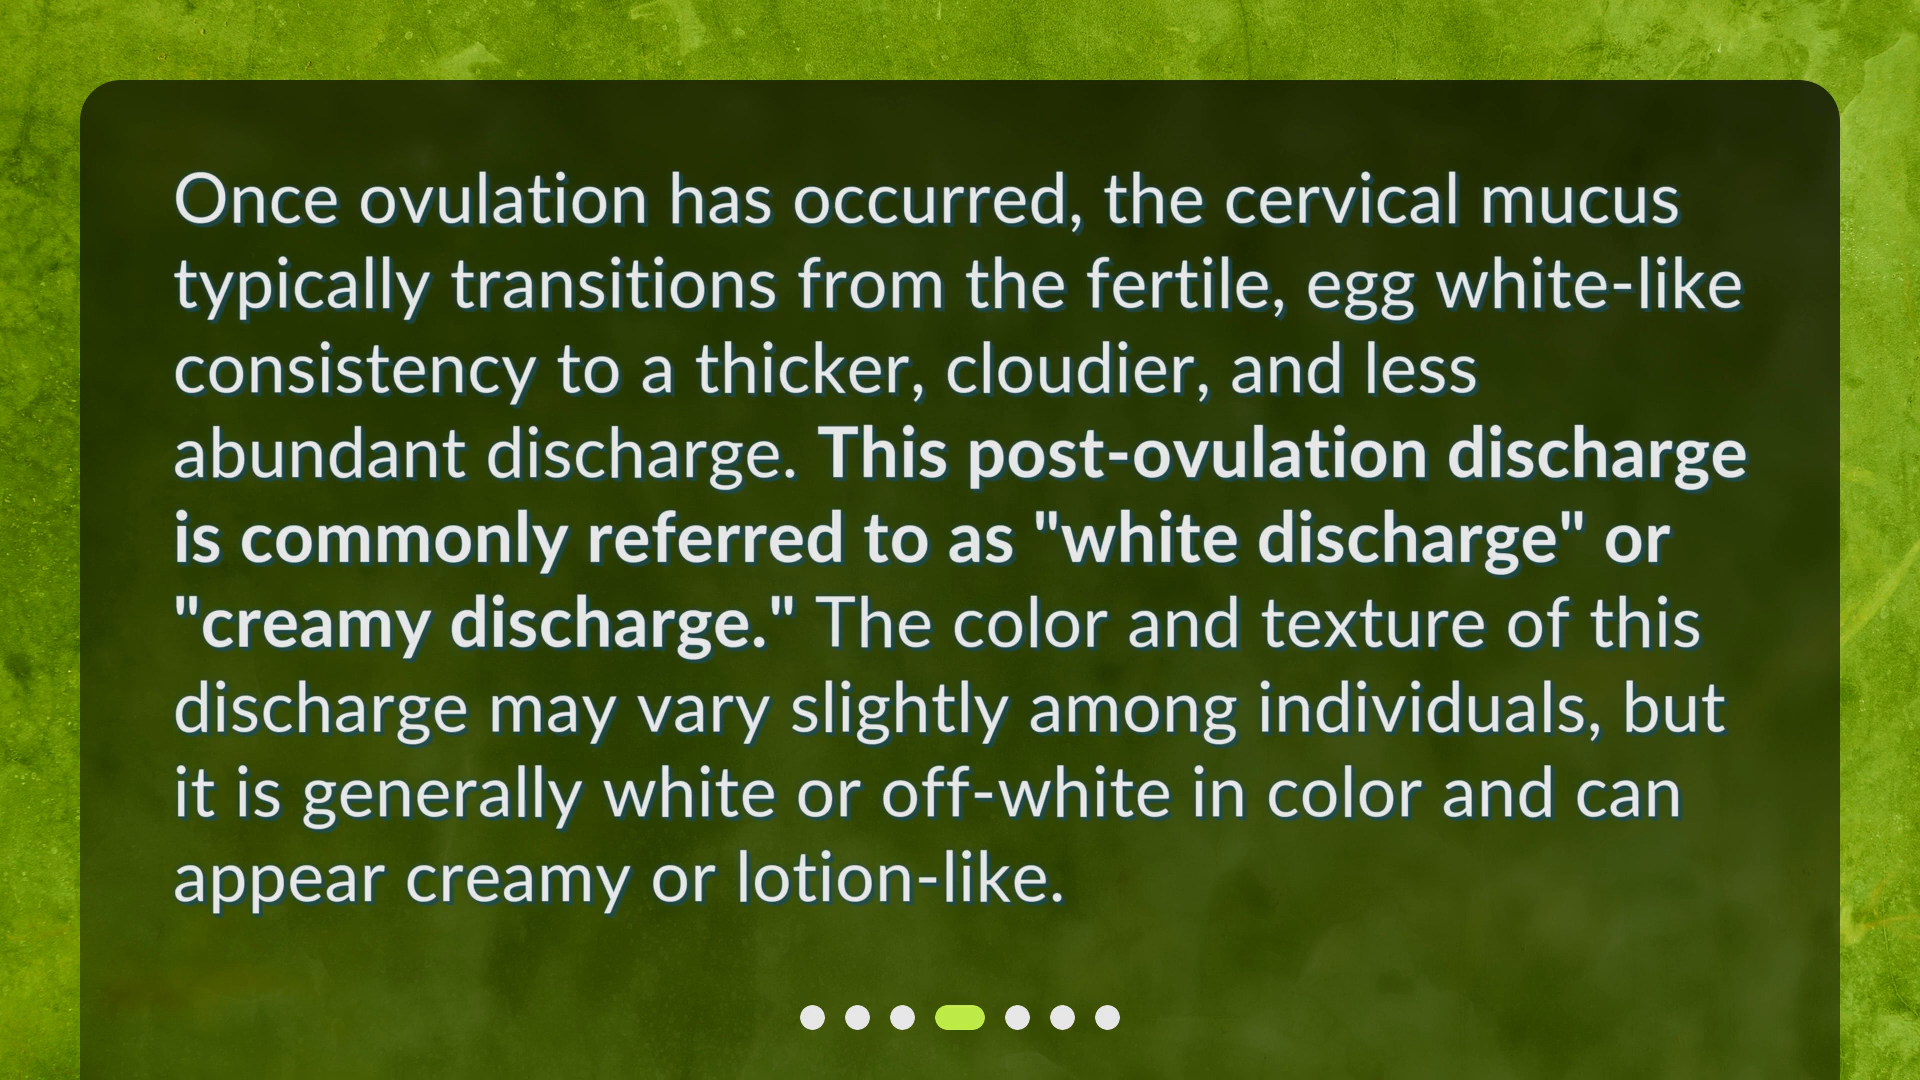 Once ovulation has occurred, the cervical mucus
typically transitions from the fertile, egg white-like
consistency to a thicker, cloudier, and less
abundant discharge. This post-ovulation discharge
is commonly referred to as "white discharge" or
"creamy discharge." The color and texture of this
discharge may vary slightly among individuals, but
it is generally white or off-white in color and can
appear creamy or lotion-like.